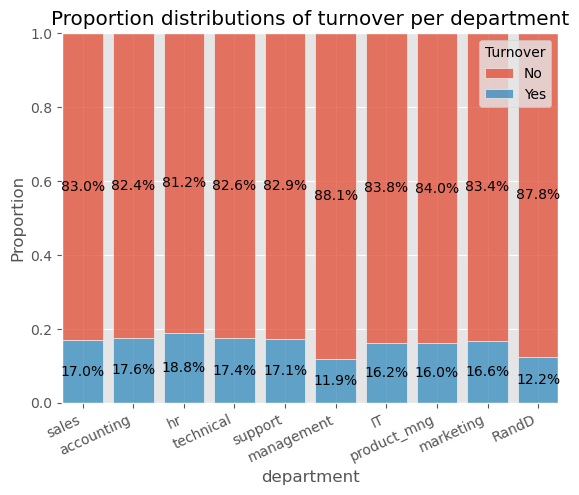 Proportion distributions of turnover per department
Turnover
No
Yes
Proportion
1.0
0.8
0.6
0.4
0.2
0.0
83.0% 82.4% 81.2% 82.6% 82.9% 88.1% 83.8% 84.0% 83.4% 87.8%
17.0% 17.6% 18.8% 17.4% 17.1% 11.9% 16.2% 16.0% 16.6% 12.2%
sales accounting hr technical support management IT product_mng marketing RandD
department